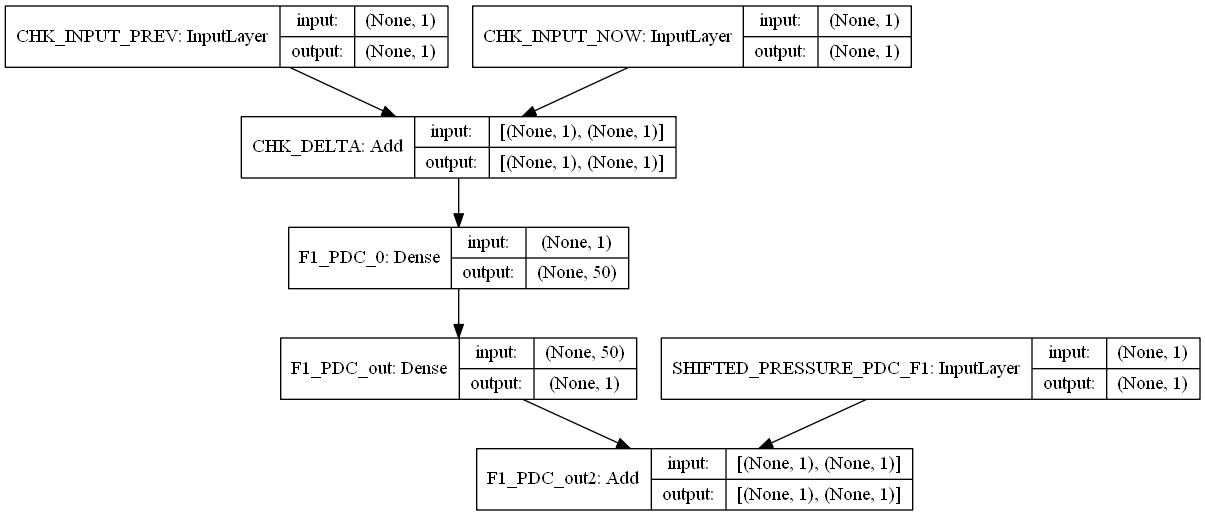 CHK_INPUT_PREV: InputLayer
input: (None, 1)
output: (None, 1)
CHK_INPUT_NOW: InputLayer
input: (None, 1)
output: (None, 1)
CHK_DELTA: Add
input: [(None, 1), (None, 1)]
output: [(None, 1), (None, 1)]
F1_PDC_0: Dense
input: (None, 1)
output: (None, 50)
F1_PDC_out: Dense
input: (None, 50)
output: (None, 1)
SHIFTED_PRESSURE_PDC_F1: InputLayer
input: (None, 1)
output: (None, 1)
F1_PDC_out2: Add
input: [(None, 1), (None, 1)]
output: [(None, 1), (None, 1)]